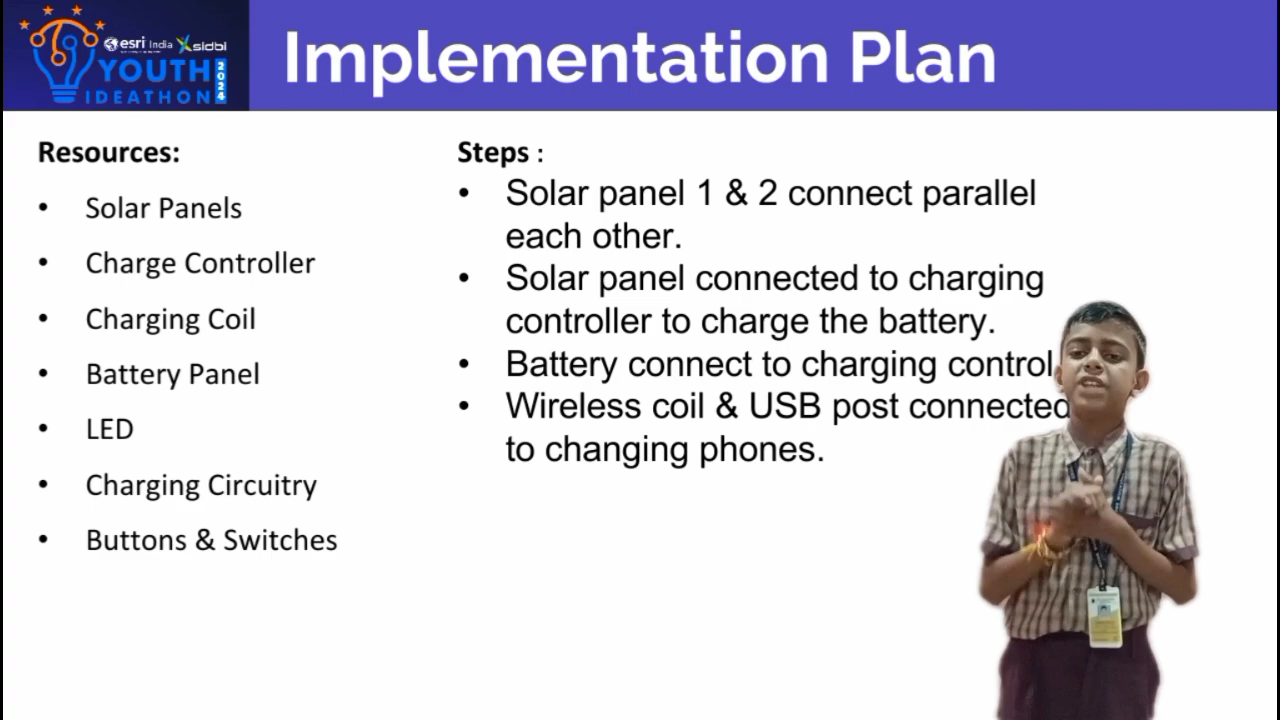 esri India sidbi
YOUTH
IDEATHON
2024
Implementation Plan
Resources:
• Solar Panels
• Charge Controller
• Charging Coil
• Battery Panel
• LED
• Charging Circuitry
• Buttons & Switches
Steps :
• Solar panel 1 & 2 connect parallel
each other.
• Solar panel connected to charging
controller to charge the battery.
• Battery connect to charging control
• Wireless coil & USB post connected
to changing phones.